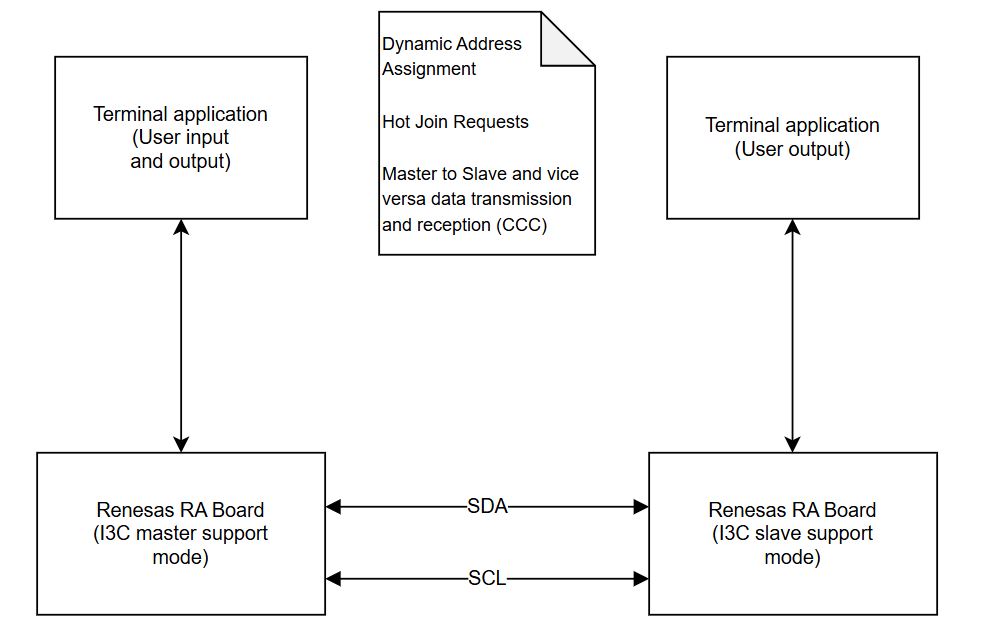 Terminal application
(User input
and output)
Dynamic Address
Assignment
Hot Join Requests
Master to Slave and vice
versa data transmission
and reception (CCC)
Terminal application
(User output)
Renesas RA Board
(I3C master support
mode)
SDA
SCL
Renesas RA Board
(I3C slave support
mode)